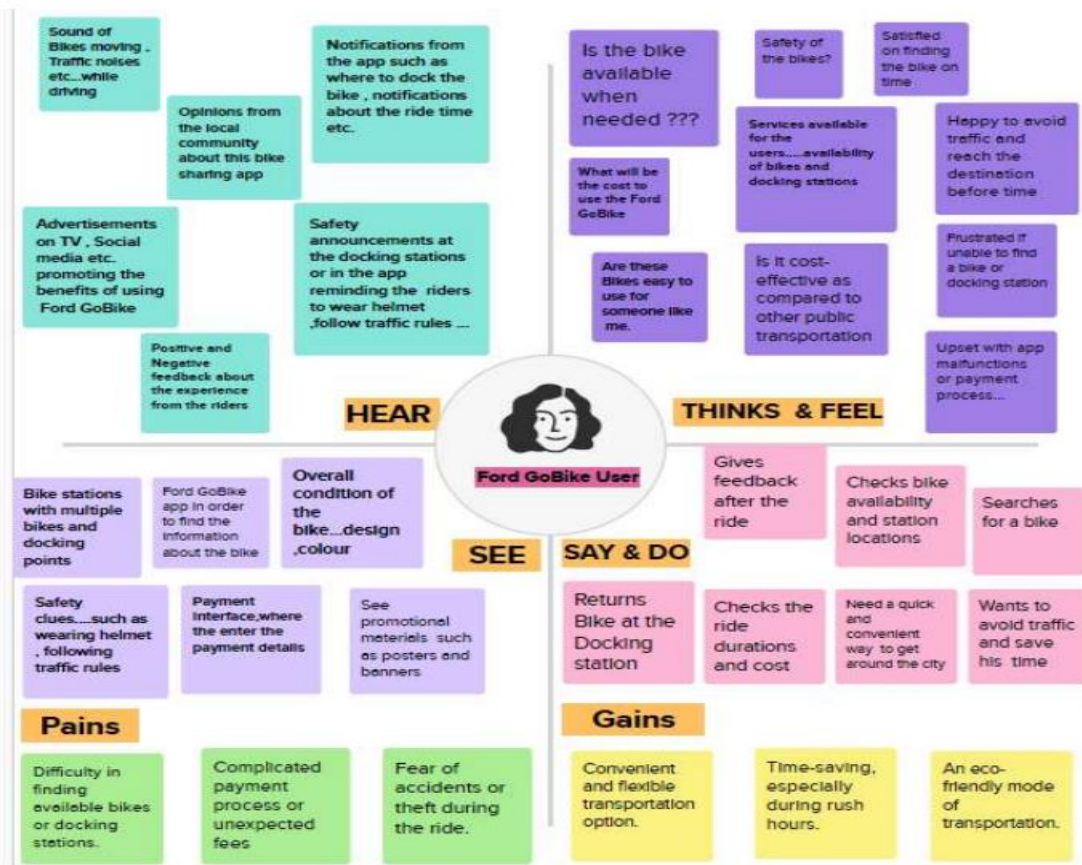 Sound of
Bikes moving ,
Traffic noises
etc...while
driving
Notifications from
the app such as
where to dock the
bike , notifications
about the ride time
etc.
Opinions from
the local
community
about this bike
sharing app
Advertisements
on TV , Social
media etc.
promoting the
benefits of using
Ford GoBike
Safety
announcements at
the docking stations
or in the app
reminding the riders
to wear helmet
,follow traffic rules ...
Positive and
Negative
feedback about
the experience
from the riders
HEAR
Is the bike
available
when
needed ???
Safety of
the bikes?
Satisfied
on finding
the bike on
time
Services available
for the
users.....availability
of bikes and
docking stations
Happy to avoid
traffic and
reach the
destination
before time
What will be
the cost to
use the Ford
GoBike
Are these
Bikes easy to
use for
someone like
me.
Is it cost-
effective as
compared to
other public
transportation
Frustrated if
unable to find
a bike or
docking station
Upset with app
malfunctions
or payment
process...
THINKS & FEEL
Ford GoBike User
Bike stations
with multiple
bikes and
docking
points
Ford GoBike
app in order
to find the
information
about the bike
Overall
condition of
the
bike...design
,colour
SEE
Safety
clues....such as
wearing helmet
, following
traffic rules
Payment
interface,where
the enter the
payment details
See
promotional
materials such
as posters and
banners
SAY & DO
Gives
feedback
after the
ride
Checks bike
availability
and station
locations
Searches
for a bike
Returns
Bike at the
Docking
station
Checks the
ride
durations
and cost
Need a quick
and
convenient
way to get
around the city
Wants to
avoid traffic
and save
his time
Pains
Difficulty in
finding
available bikes
or docking
stations.
Complicated
payment
process or
unexpected
fees
Fear of
accidents or
theft during
the ride.
Gains
Convenient
and flexible
transportation
option.
Time-saving,
especially
during rush
hours.
An eco-
friendly mode
of
transportation.